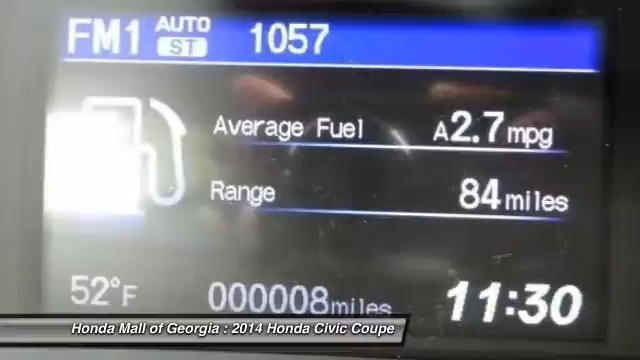 FM1 AUTO ST 1057
Average Fuel A2.7mpg
Range 84miles
52°F 000008miles 11:30
Honda Mall of Georgia : 2014 Honda Civic Coupe